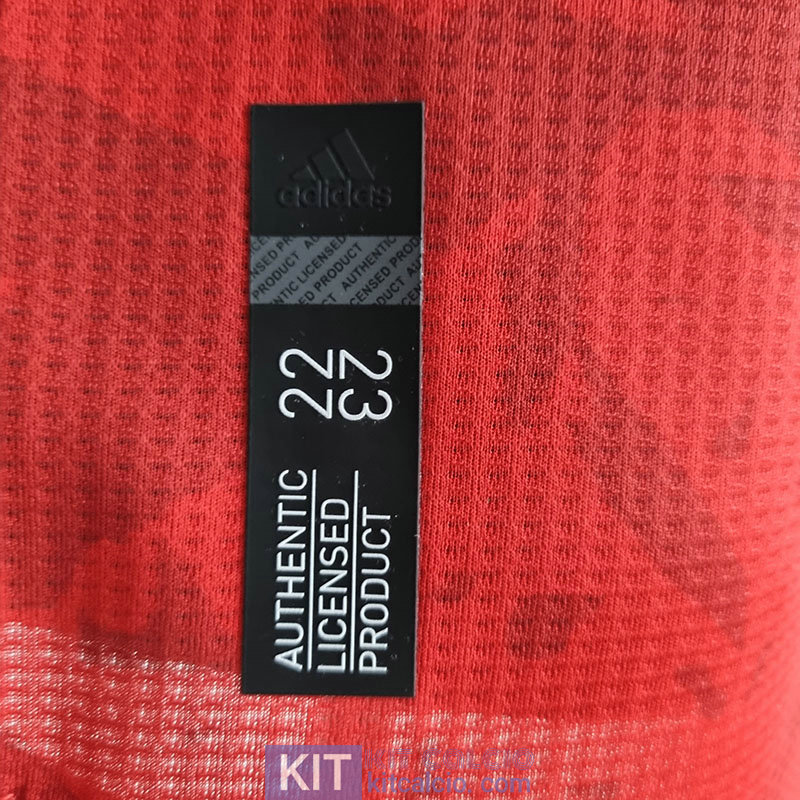 adidas
AUTHENTIC LICENSED PRODUCT
22
23
AUTHENTIC
LICENSED
PRODUCT
KIT
kitcalcio.com